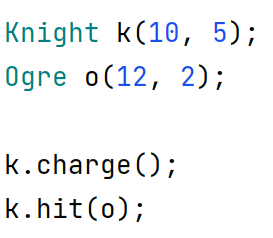 Knight k(10, 5);
Ogre o(12, 2);
k.charge();
k.hit(o);